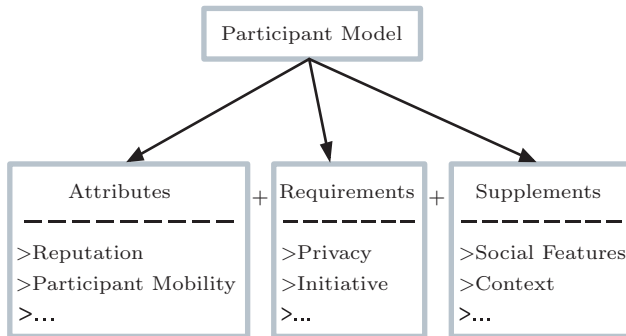 Participant Model
Attributes + Requirements + Supplements
>Reputation >Privacy >Social Features
>Participant Mobility >Initiative >Context
>... >... >...